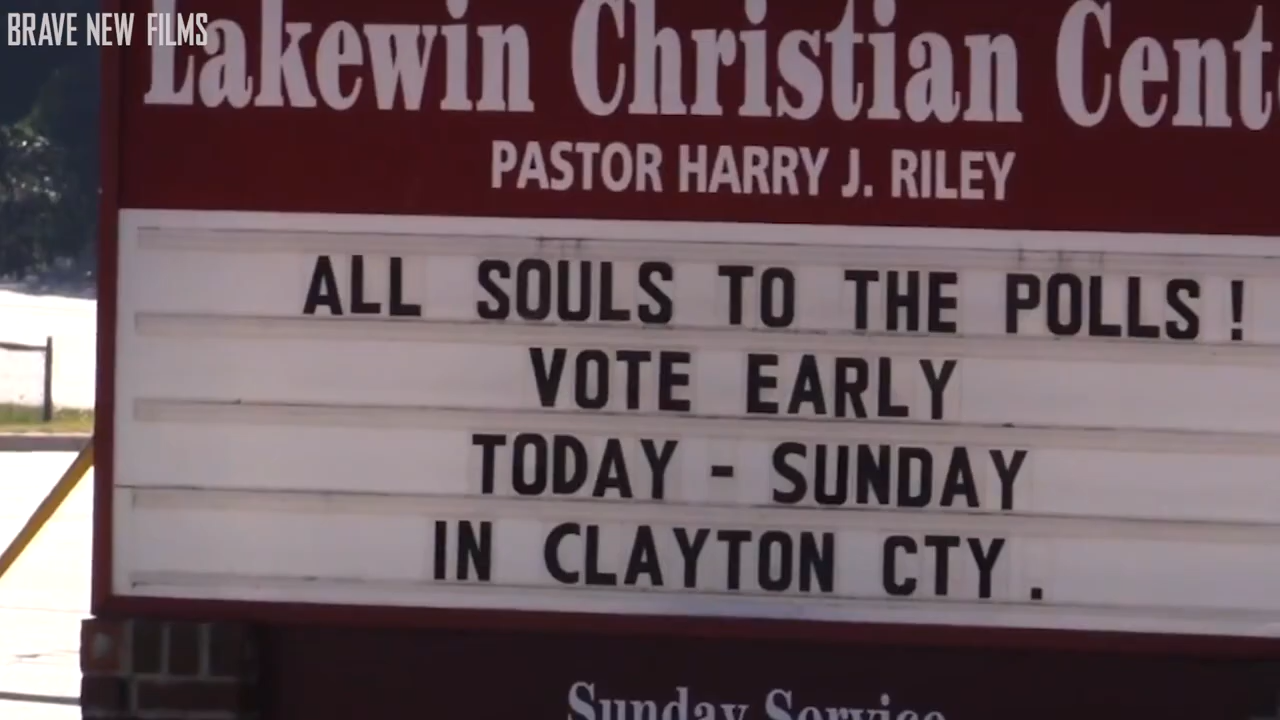 BRAVE NEW FILMS
Lakewin Christian Cent
PASTOR HARRY J. RILEY
ALL SOULS TO THE POLLS!
VOTE EARLY
TODAY - SUNDAY
IN CLAYTON CTY.
Sunday Service